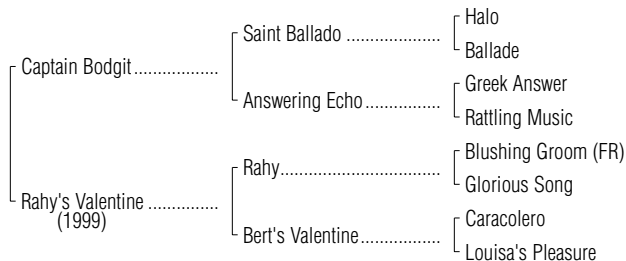 Halo
Saint Ballado ....................
Ballade
Captain Bodgit..................
Greek Answer
Answering Echo................
Rattling Music
Blushing Groom (FR)
Rahy..................................
Glorious Song
Rahy's Valentine ...............
(1999)
Caracolero
Bert's Valentine.................
Louisa's Pleasure